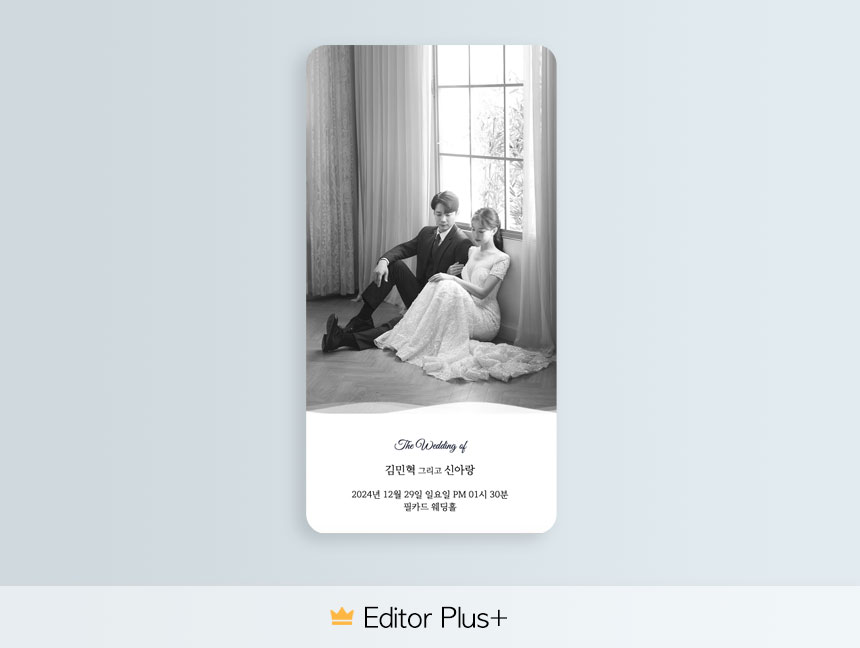 The Wedding of
김민혁 그리고 신아랑
2024년 12월 29일 일요일 PM 01시 30분
필카드 웨딩홀
Editor Plus+